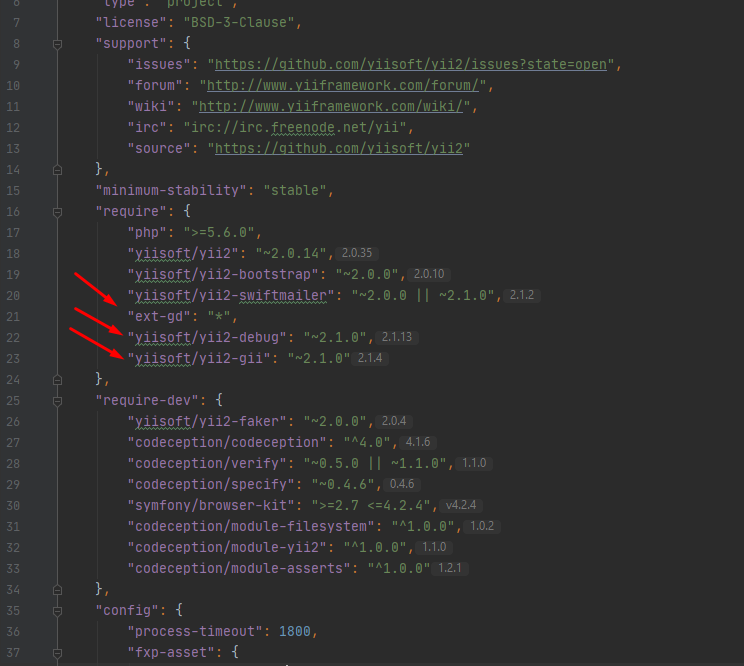 6 "type": "project",
7 "license": "BSD-3-Clause",
8 "support": {
9 "issues": "https://github.com/yiisoft/yii2/issues?state=open",
10 "forum": "http://www.yiiframework.com/forum/",
11 "wiki": "http://www.yiiframework.com/wiki/",
12 "irc": "irc://irc.freenode.net/yii",
13 "source": "https://github.com/yiisoft/yii2"
14 },
15 "minimum-stability": "stable",
16 "require": {
17 "php": ">=5.6.0",
18 "yiisoft/yii2": "~2.0.14", 2.0.35
19 "yiisoft/yii2-bootstrap": "~2.0.0", 2.0.10
20 "yiisoft/yii2-swiftmailer": "~2.0.0 || ~2.1.0", 2.1.2
21 "ext-gd": "*",
22 "yiisoft/yii2-debug": "~2.1.0", 2.1.13
23 "yiisoft/yii2-gii": "~2.1.0" 2.1.4
24 },
25 "require-dev": {
26 "yiisoft/yii2-faker": "~2.0.0", 2.0.4
27 "codeception/codeception": "^4.0", 4.1.6
28 "codeception/verify": "~0.5.0 || ~1.1.0", 1.1.0
29 "codeception/specify": "~0.4.6", 0.4.6
30 "symfony/browser-kit": ">=2.7 <=4.2.4", v4.2.4
31 "codeception/module-filesystem": "^1.0.0", 1.0.2
32 "codeception/module-yii2": "^1.0.0", 1.1.0
33 "codeception/module-asserts": "^1.0.0" 1.2.1
34 },
35 "config": {
36 "process-timeout": 1800,
37 "fxp-asset": {